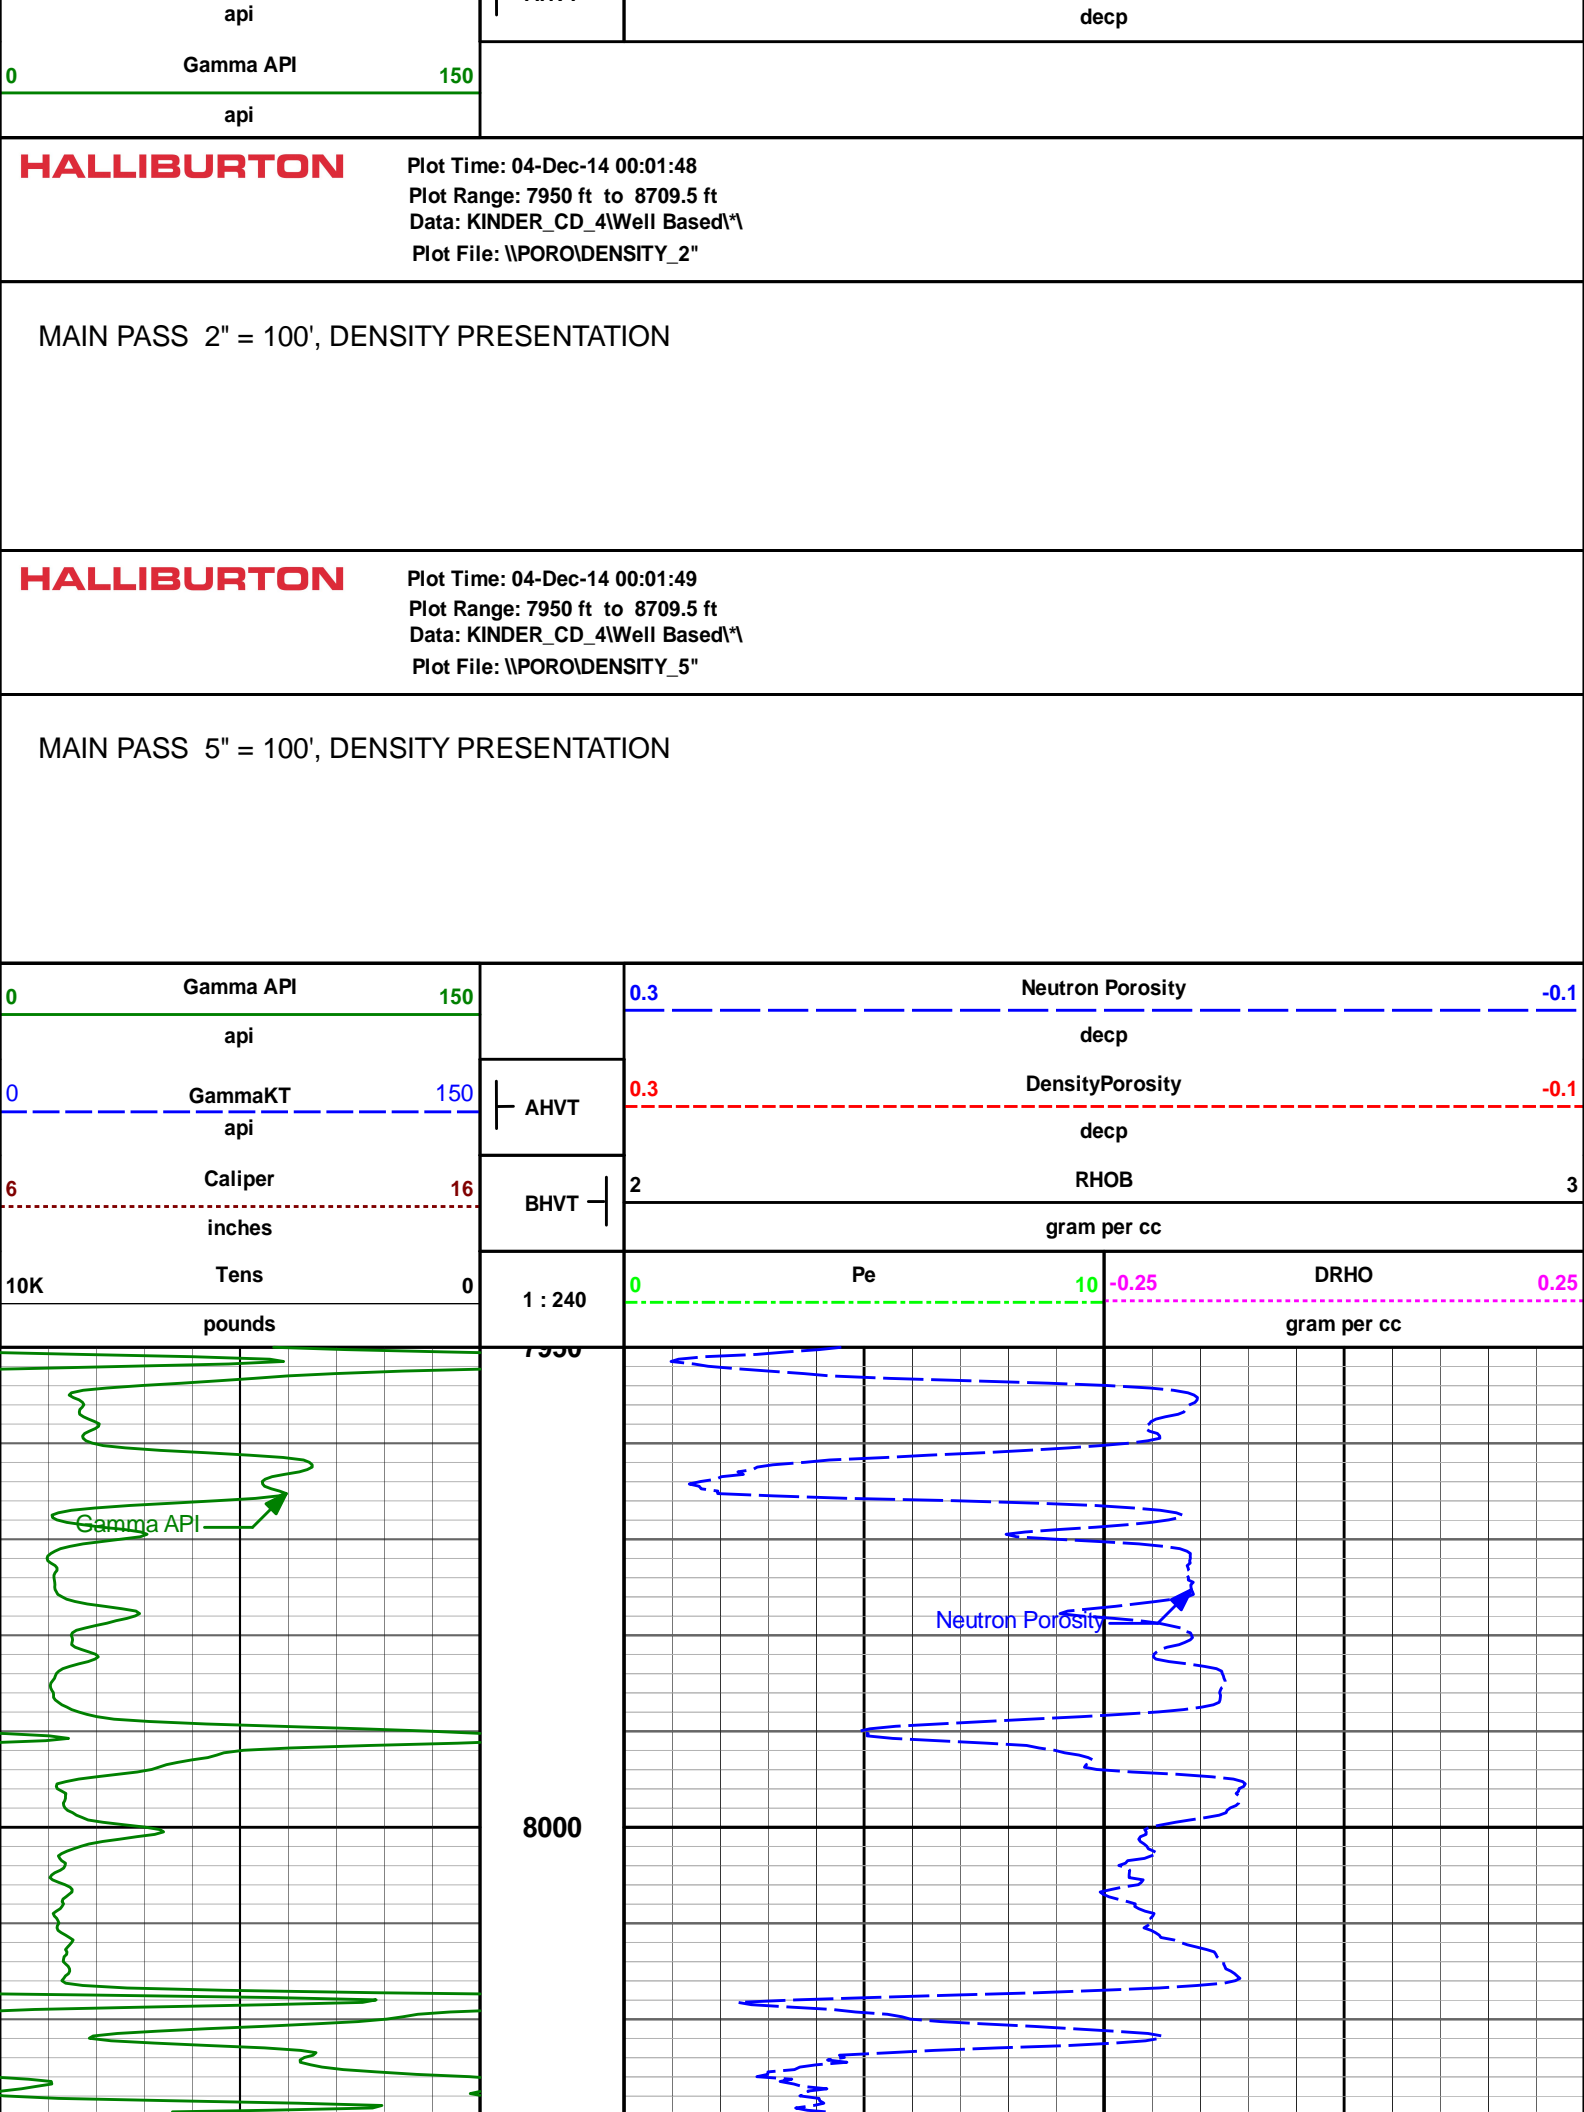 api
decp
Gamma API
0 150
api
HALLIBURTON
Plot Time: 04-Dec-14 00:01:48
Plot Range: 7950 ft to 8709.5 ft
Data: KINDER_CD_4\Well Based\*\
Plot File: \\PORO\DENSITY_2"
MAIN PASS 2" = 100', DENSITY PRESENTATION
HALLIBURTON
Plot Time: 04-Dec-14 00:01:49
Plot Range: 7950 ft to 8709.5 ft
Data: KINDER_CD_4\Well Based\*\
Plot File: \\PORO\DENSITY_5"
MAIN PASS 5" = 100', DENSITY PRESENTATION
0 Gamma API 150
api
0 GammaKT 150
api
6 Caliper 16
inches
10K Tens 0
pounds
AHVT
BHVT
1 : 240
0.3 Neutron Porosity -0.1
decp
0.3 DensityPorosity -0.1
decp
2 RHOB 3
gram per cc
0 Pe 10
-0.25 DRHO 0.25
gram per cc
7950
Gamma API
Neutron Porosity
8000